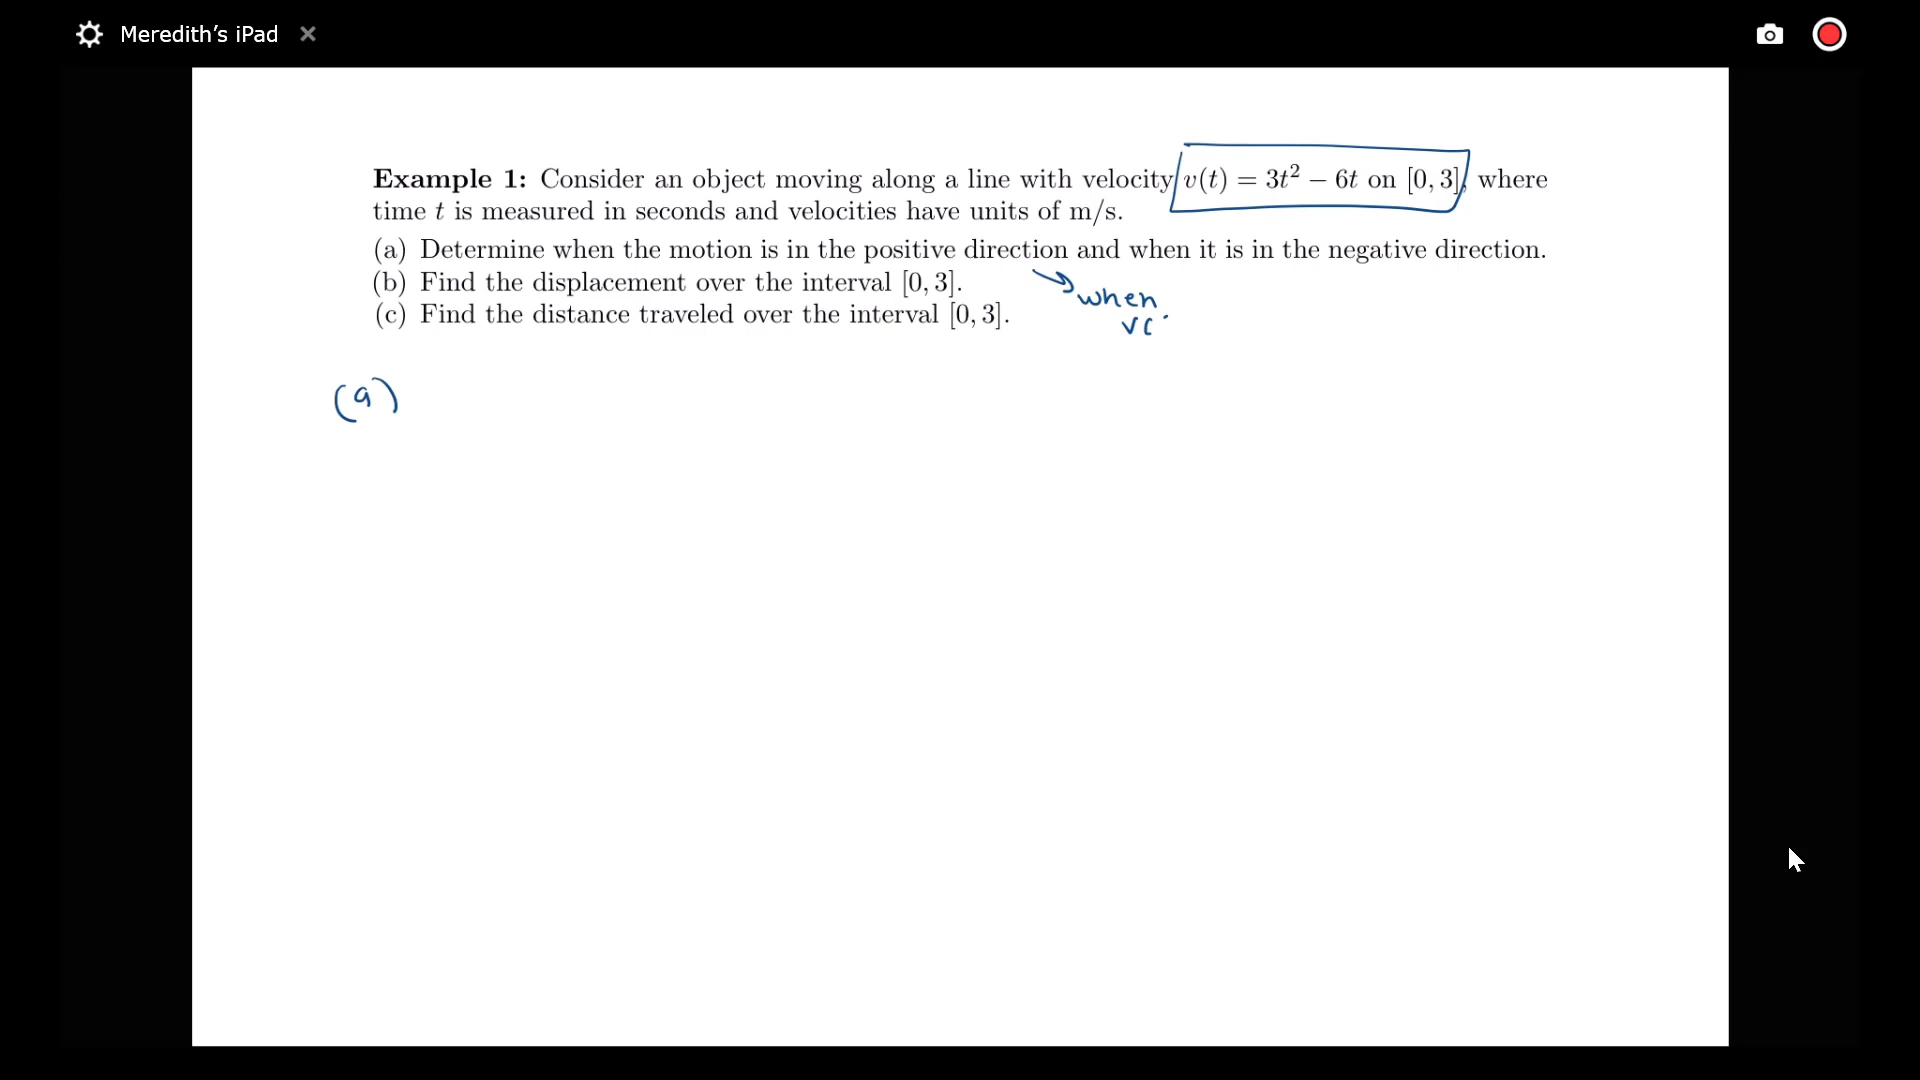 Meredith's iPad
Example 1: Consider an object moving along a line with velocity v(t) = 3t² − 6t on [0, 3], where
time t is measured in seconds and velocities have units of m/s.
(a) Determine when the motion is in the positive direction and when it is in the negative direction.
(b) Find the displacement over the interval [0, 3].
(c) Find the distance traveled over the interval [0, 3].
when
v(
(a)